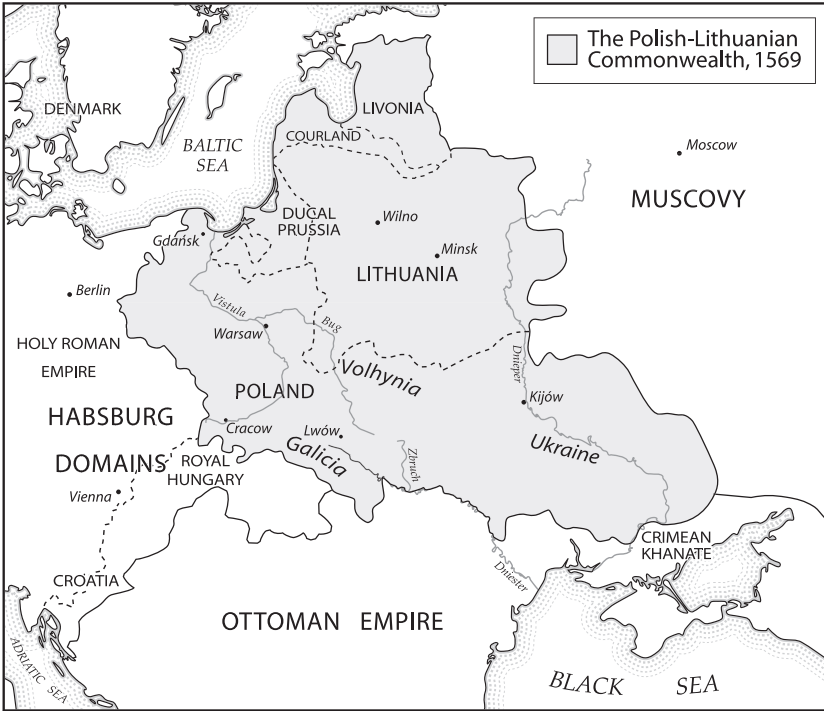 The Polish-Lithuanian
Commonwealth, 1569
DENMARK
LIVONIA
COURLAND
BALTIC
SEA
Moscow
MUSCOVY
DUCAL
PRUSSIA
Wilno
Gdańsk
Minsk
LITHUANIA
Berlin
Vistula
Bug
Warsaw
HOLY ROMAN
EMPIRE
Dnieper
Volhynia
POLAND
Kijów
HABSBURG
DOMAINS
Cracow
Lwów
Galicia
Ukraine
Zbruch
ROYAL
HUNGARY
Vienna
CRIMEAN
KHANATE
CROATIA
Dniester
OTTOMAN EMPIRE
ADRIATIC SEA
BLACK SEA